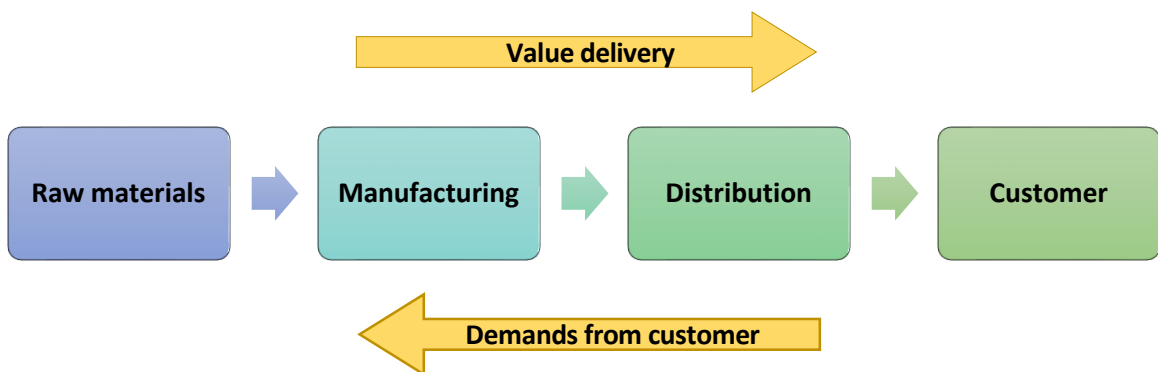 Value delivery
Raw materials
Manufacturing
Distribution
Customer
Demands from customer